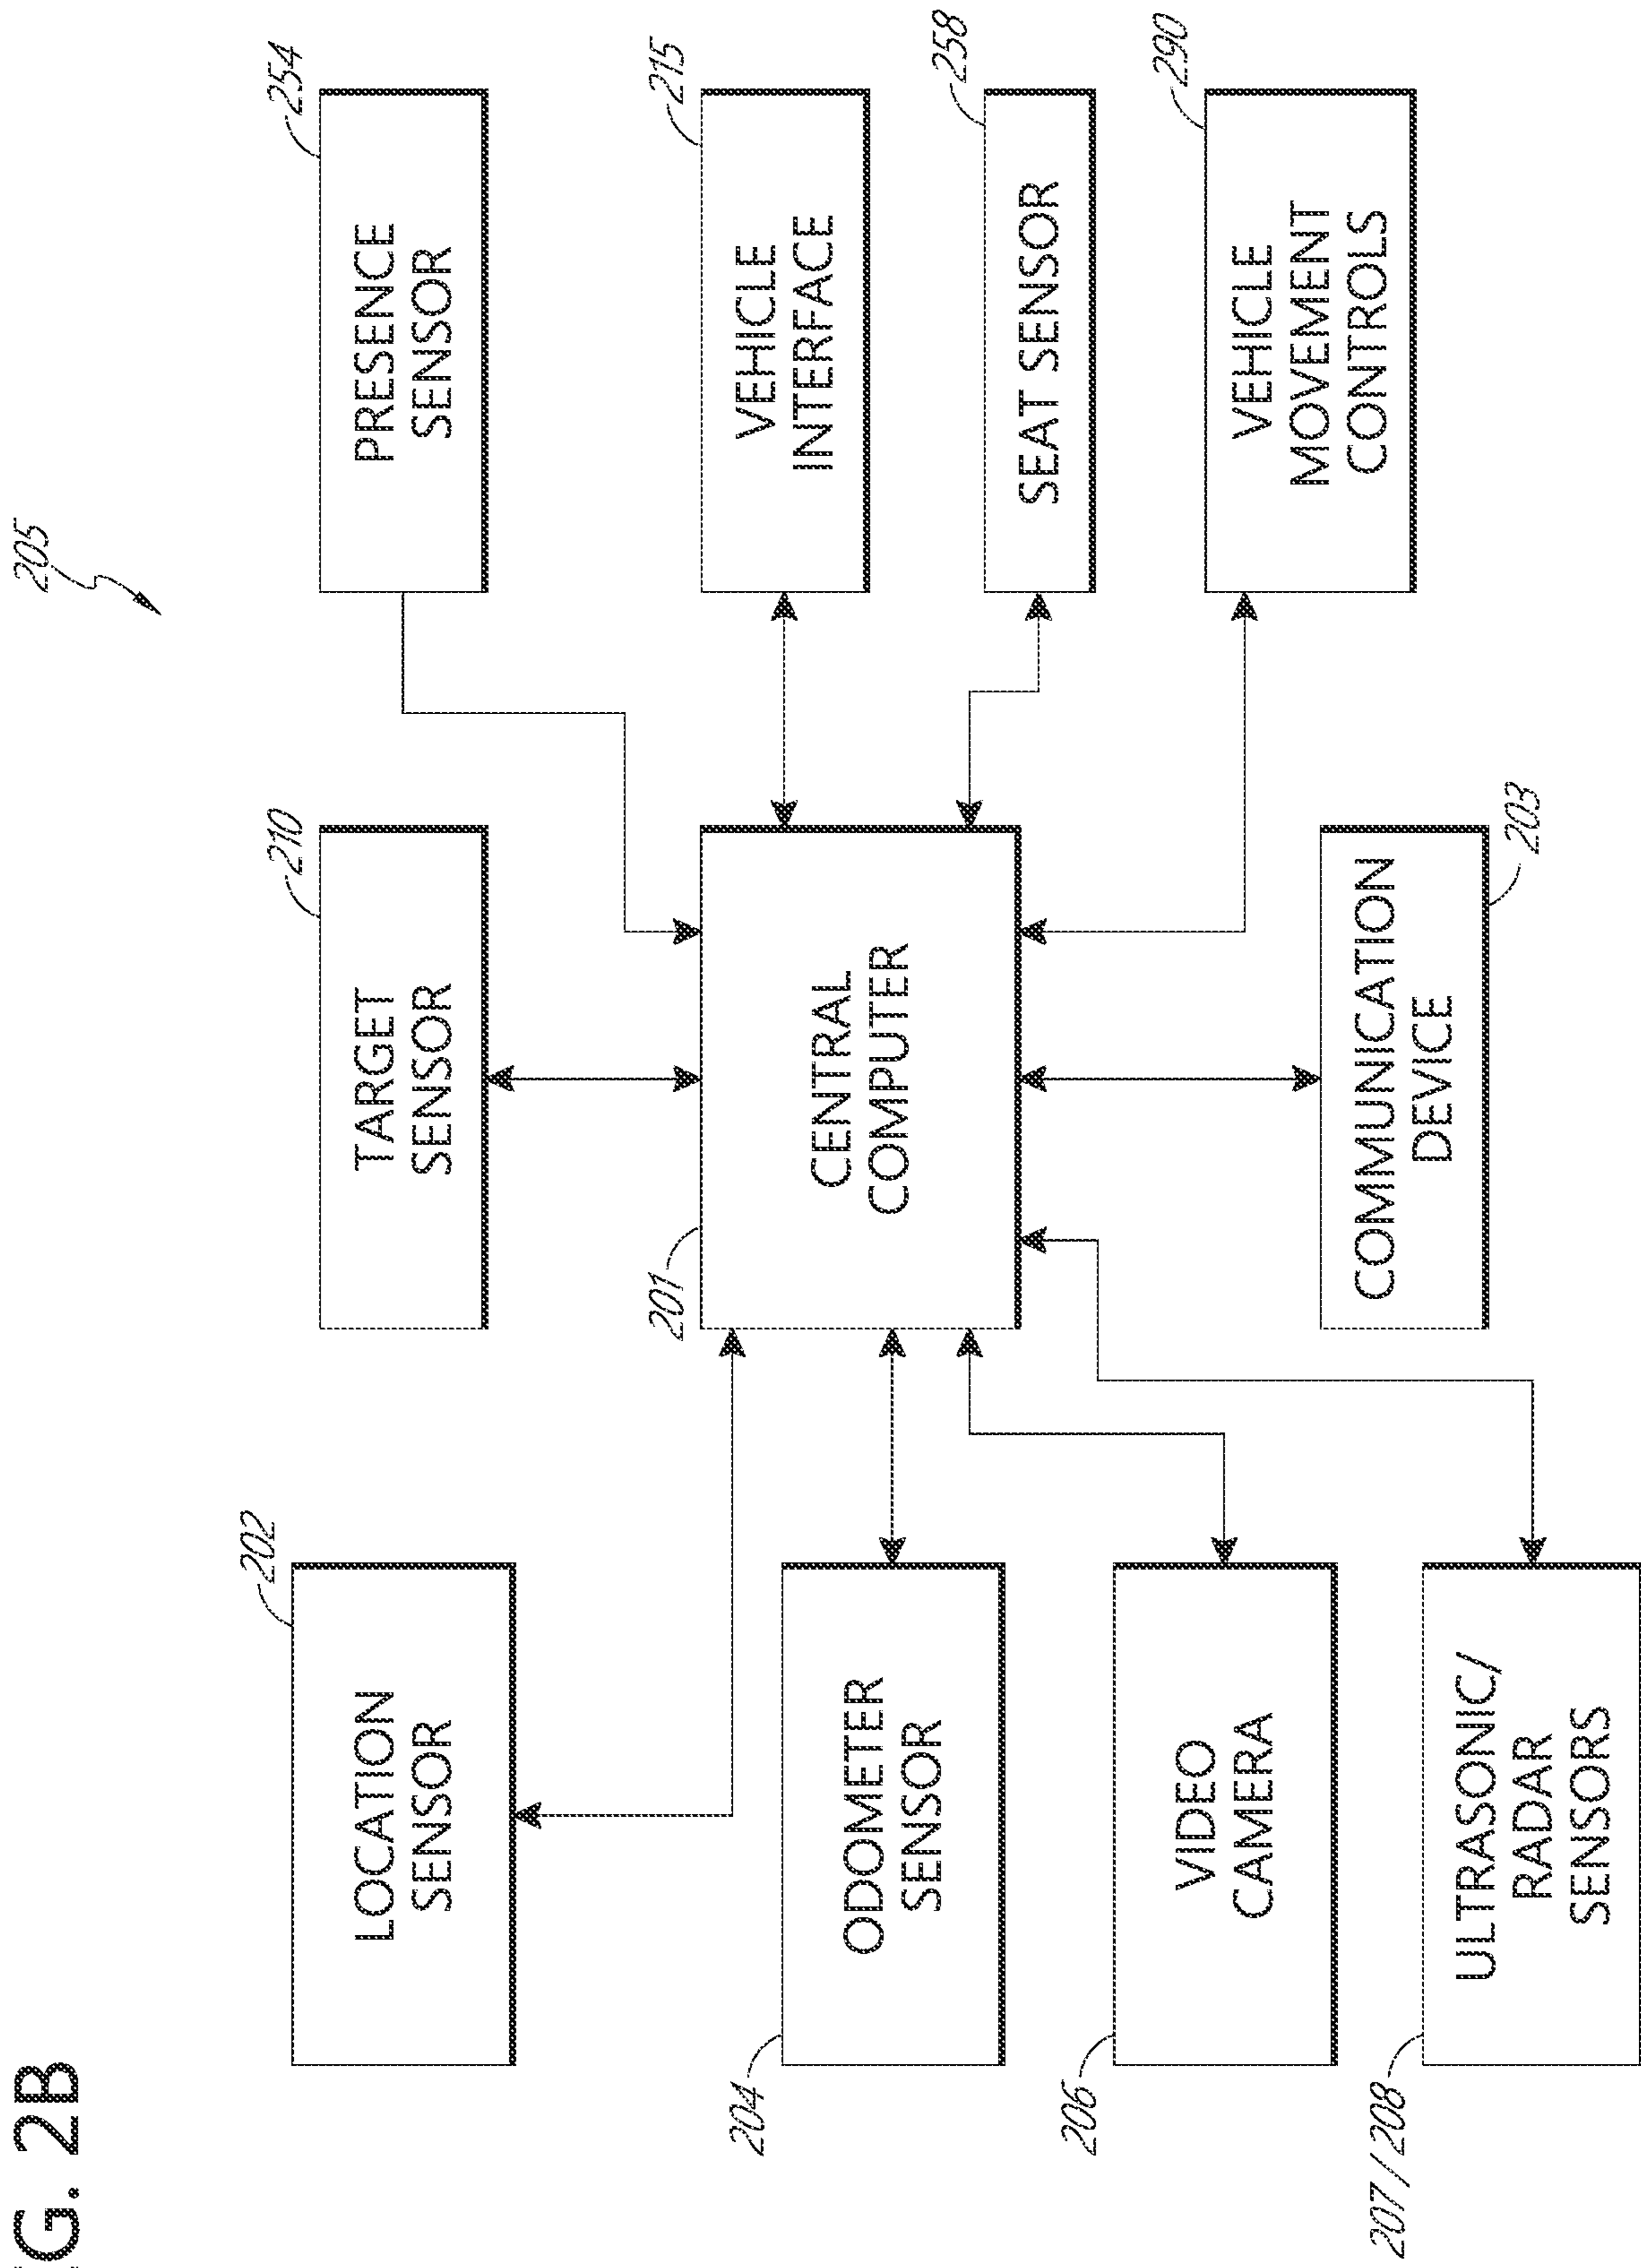 G. 2B
205
202
LOCATION
SENSOR
210
TARGET
SENSOR
254
PRESENCE
SENSOR
201
CENTRAL
COMPUTER
215
VEHICLE
INTERFACE
204
ODOMETER
SENSOR
258
SEAT SENSOR
206
VIDEO
CAMERA
290
VEHICLE
MOVEMENT
CONTROLS
COMMUNICATION
DEVICE
203
207 / 208
ULTRASONIC/
RADAR
SENSORS